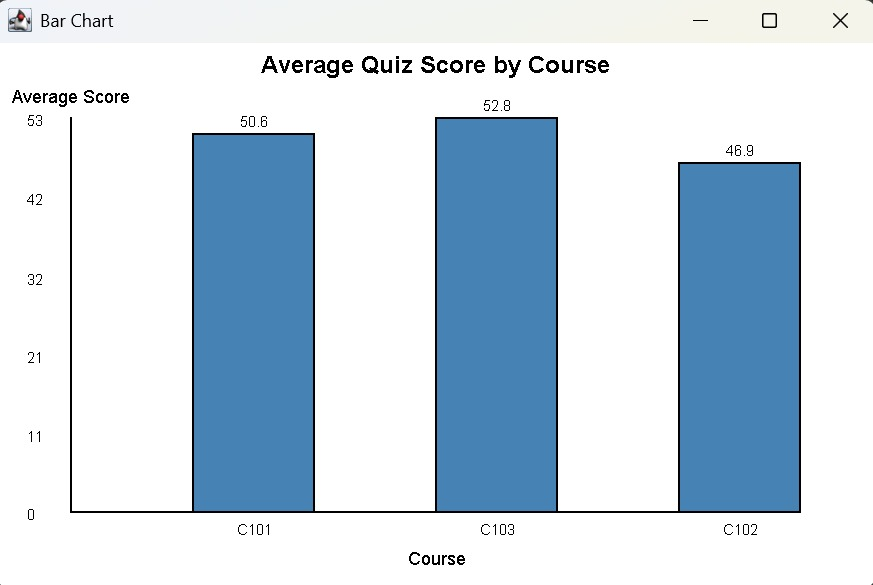 Bar Chart
Average Quiz Score by Course
Average Score
53
42
32
21
11
0
50.6
52.8
46.9
C101
C103
C102
Course